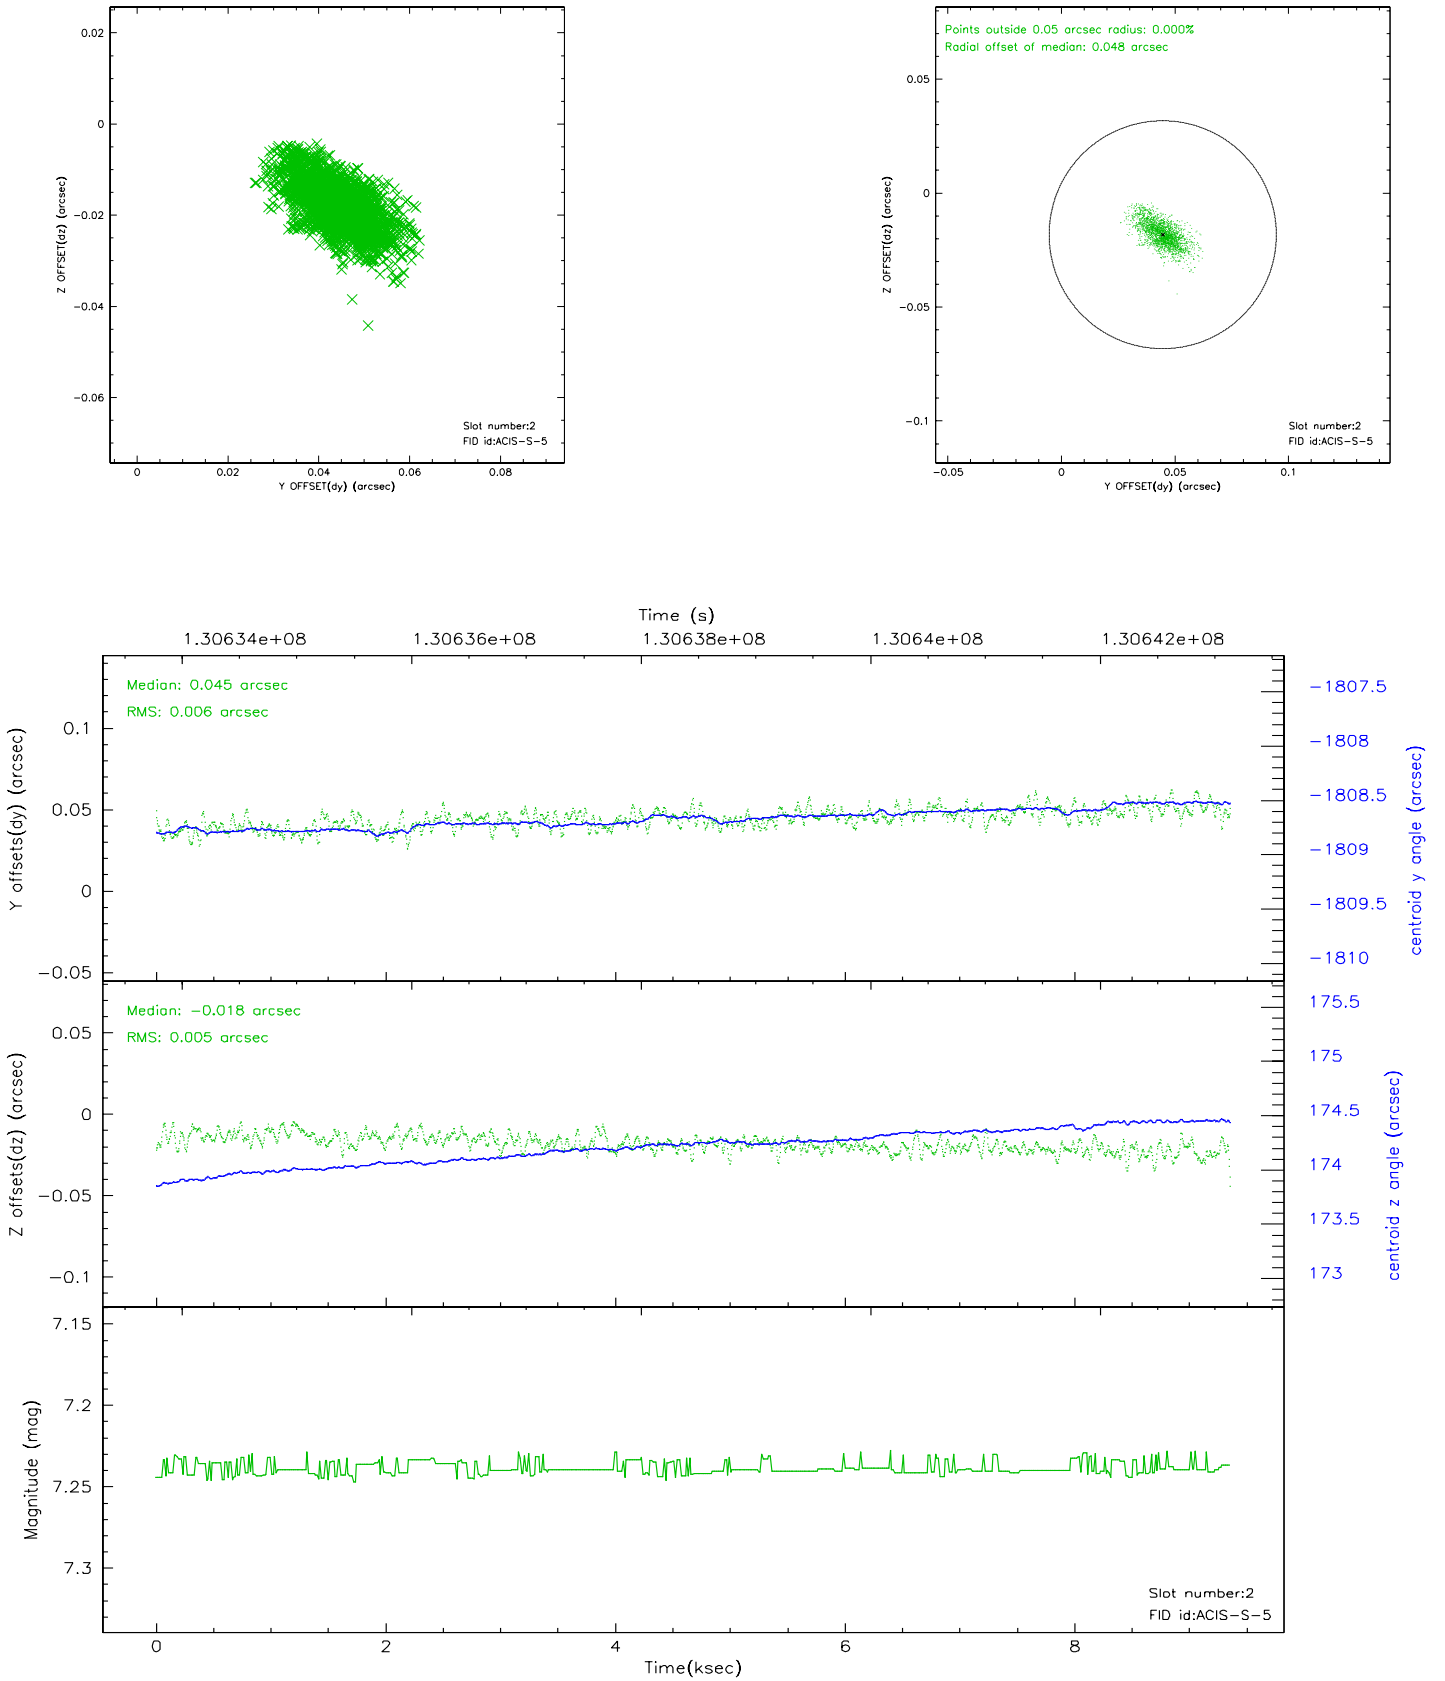 0.02
0
−0.02
−0.04
−0.06
Z OFFSET(dz) (arcsec)
Slot number:2
FID id:ACIS−S−5
0 0.02 0.04 0.06 0.08
Y OFFSET(dy) (arcsec)
Points outside 0.05 arcsec radius: 0.000%
Radial offset of median: 0.048 arcsec
0.05
0
−0.05
−0.1
Z OFFSET(dz) (arcsec)
Slot number:2
FID id:ACIS−S−5
−0.05 0 0.05 0.1
Y OFFSET(dy) (arcsec)
Time (s)
1.30634e+08 1.30636e+08 1.30638e+08 1.3064e+08 1.30642e+08
Median: 0.045 arcsec
RMS: 0.006 arcsec
0.1
0.05
0
−0.05
Y offsets(dy) (arcsec)
−1807.5
−1808
−1808.5
−1809
−1809.5
−1810
centroid y angle (arcsec)
Median: −0.018 arcsec
RMS: 0.005 arcsec
0.05
0
−0.05
−0.1
Z offsets(dz) (arcsec)
175.5
175
174.5
174
173.5
173
centroid z angle (arcsec)
7.15
7.2
7.25
7.3
Magnitude (mag)
Slot number:2
FID id:ACIS−S−5
0 2 4 6 8
Time(ksec)